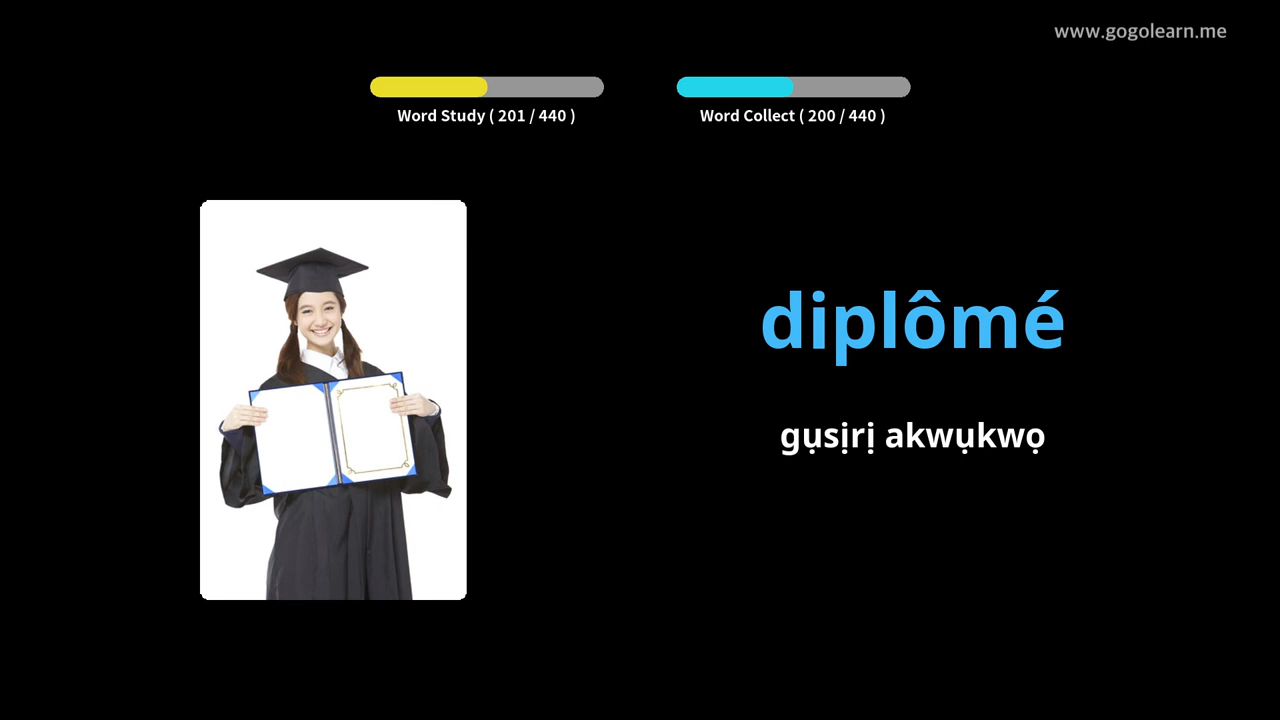 www.gogolearn.me
Word Study ( 201 / 440 )
Word Collect ( 200 / 440 )
diplômé
gụsịrị akwụkwọ